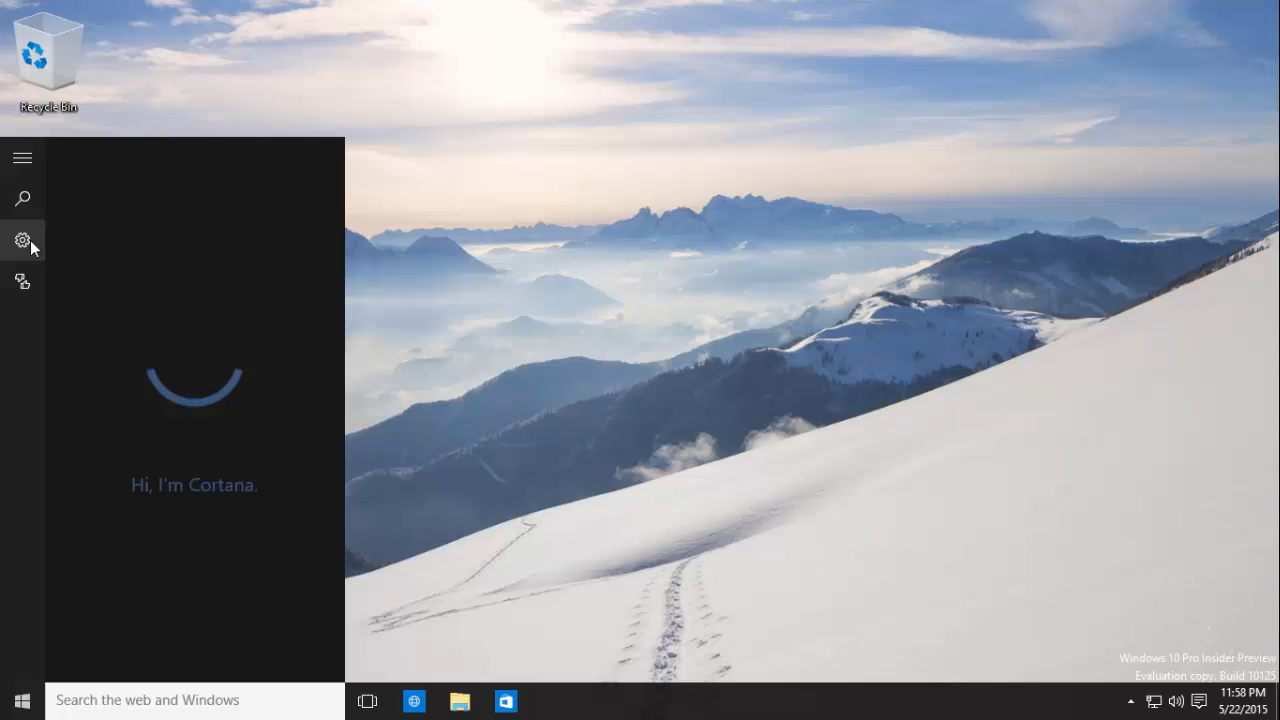 Recycle Bin
Hi, I'm Cortana.
Windows 10 Pro Insider Preview
Evaluation copy. Build 10125
Search the web and Windows
11:58 PM
5/22/2015